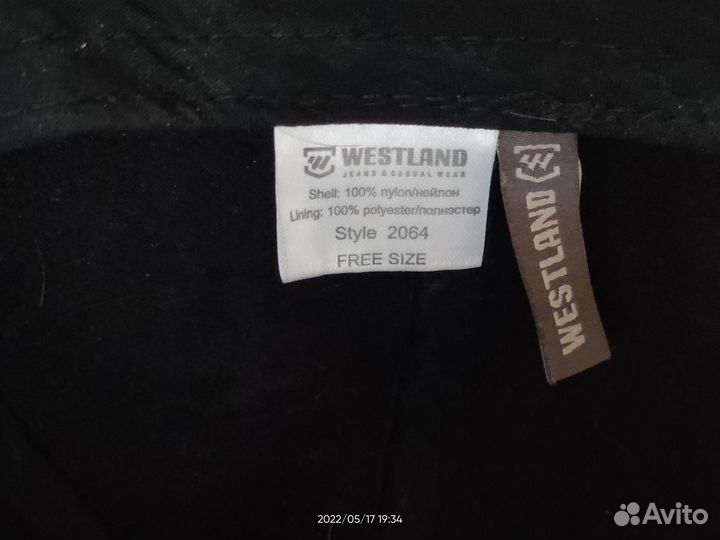 WESTLAND
JEANS & CASUAL WEAR
Shell: 100% nylon/нейлон
Lining: 100% polyester/полиэстер
Style 2064
FREE SIZE
WESTLAND
2022/05/17 19:34
Avito